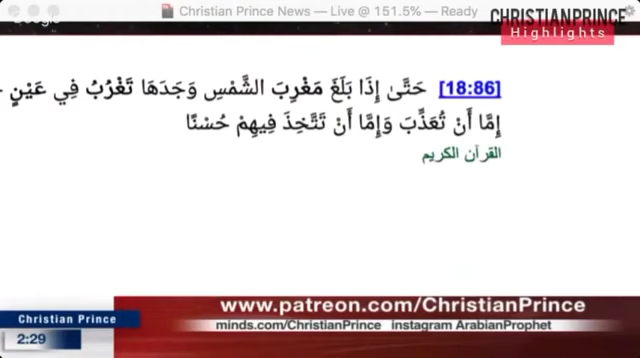 Christian Prince News — Live @ 151.5% — Ready
CHRISTIANPRINCE
Highlights
[18:86] حَتَّىٰ إِذَا بَلَغَ مَغْرِبَ الشَّمْسِ وَجَدَهَا تَغْرُبُ فِي عَيْنٍ
إِمَّا أَنْ تُعَذِّبَ وَإِمَّا أَنْ تَتَّخِذَ فِيهِمْ حُسْنًا
القرآن الكريم
www.patreon.com/ChristianPrince
Christian Prince
minds.com/ChristianPrince instagram ArabianProphet
2:29